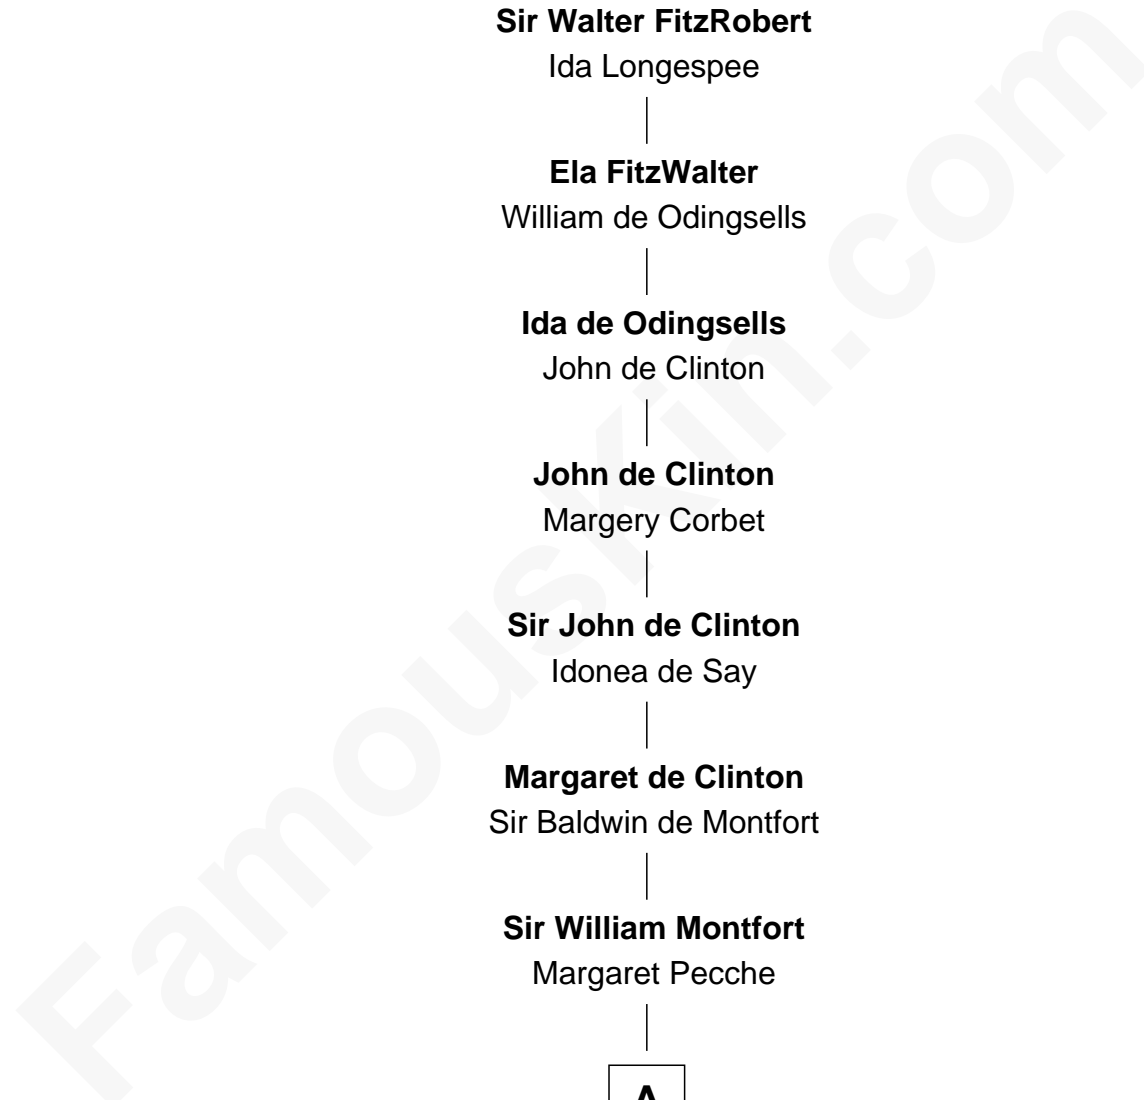 Sir Walter FitzRobert
Ida Longespee
Ela FitzWalter
William de Odingsells
Ida de Odingsells
John de Clinton
John de Clinton
Margery Corbet
Sir John de Clinton
Idonea de Say
Margaret de Clinton
Sir Baldwin de Montfort
Sir William Montfort
Margaret Pecche
A
FamousKin.com